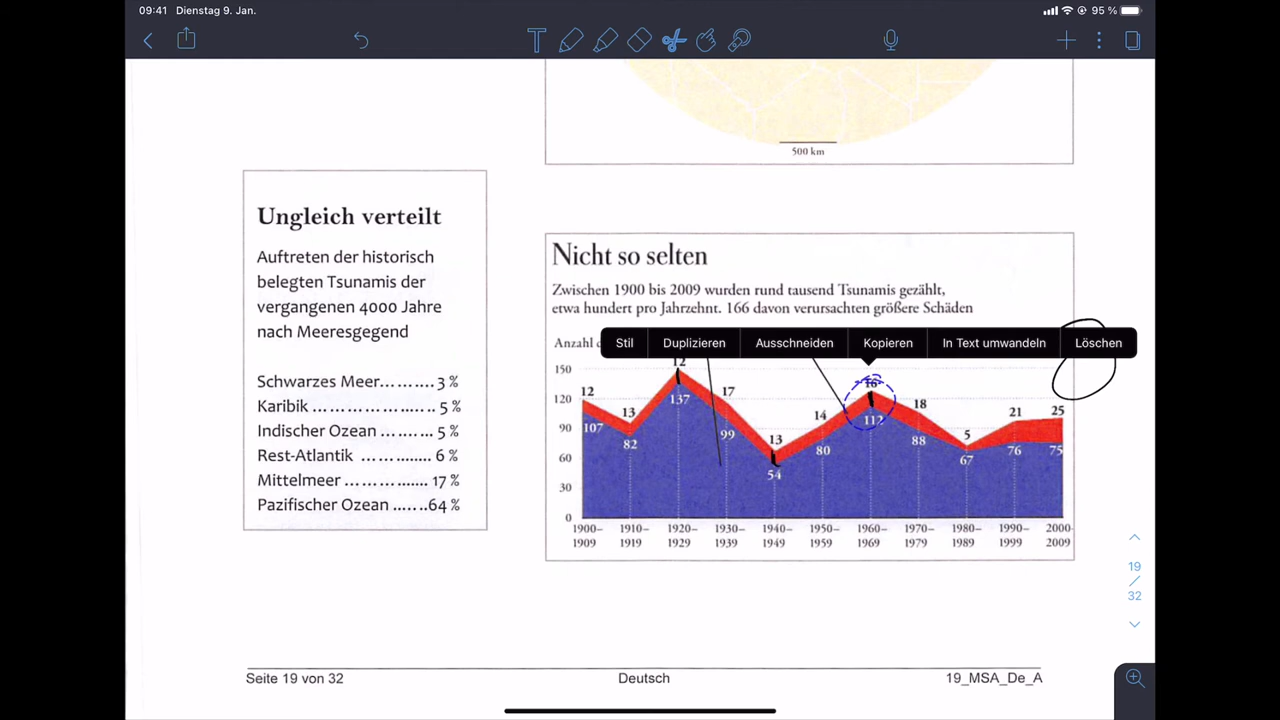 09:41 Dienstag 9. Jan.
95 %
500 km
Ungleich verteilt
Auftreten der historisch
belegten Tsunamis der
vergangenen 4000 Jahre
nach Meeresgegend
Schwarzes Meer.......... 3 %
Karibik ........................ 5 %
Indischer Ozean ........... 5 %
Rest-Atlantik ............. 6 %
Mittelmeer ................ 17 %
Pazifischer Ozean .......64 %
Nicht so selten
Zwischen 1900 bis 2009 wurden rund tausend Tsunamis gezählt,
etwa hundert pro Jahrzehnt. 166 davon verursachten größere Schäden
Anzahl
Stil Duplizieren Ausschneiden Kopieren In Text umwandeln Löschen
150
120
90
60
30
0
12 13 12 17 13 14 16 18 5 21 25
107 82 137 99 54 80 112 88 67 76 75
1900– 1910– 1920– 1930– 1940– 1950– 1960– 1970– 1980– 1990– 2000-
1909 1919 1929 1939 1949 1959 1969 1979 1989 1999 2009
19
/
32
Seite 19 von 32 Deutsch 19_MSA_De_A